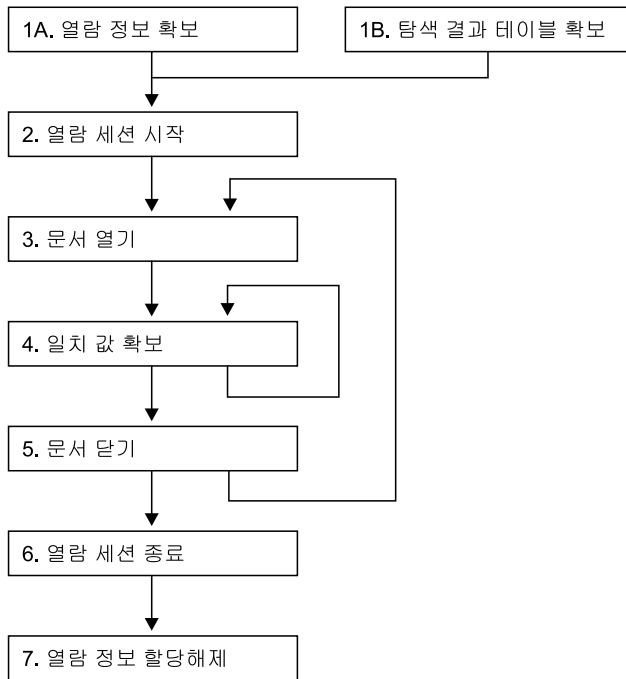 1A. 열람 정보 확보
1B. 탐색 결과 테이블 확보
2. 열람 세션 시작
3. 문서 열기
4. 일치 값 확보
5. 문서 닫기
6. 열람 세션 종료
7. 열람 정보 할당해제